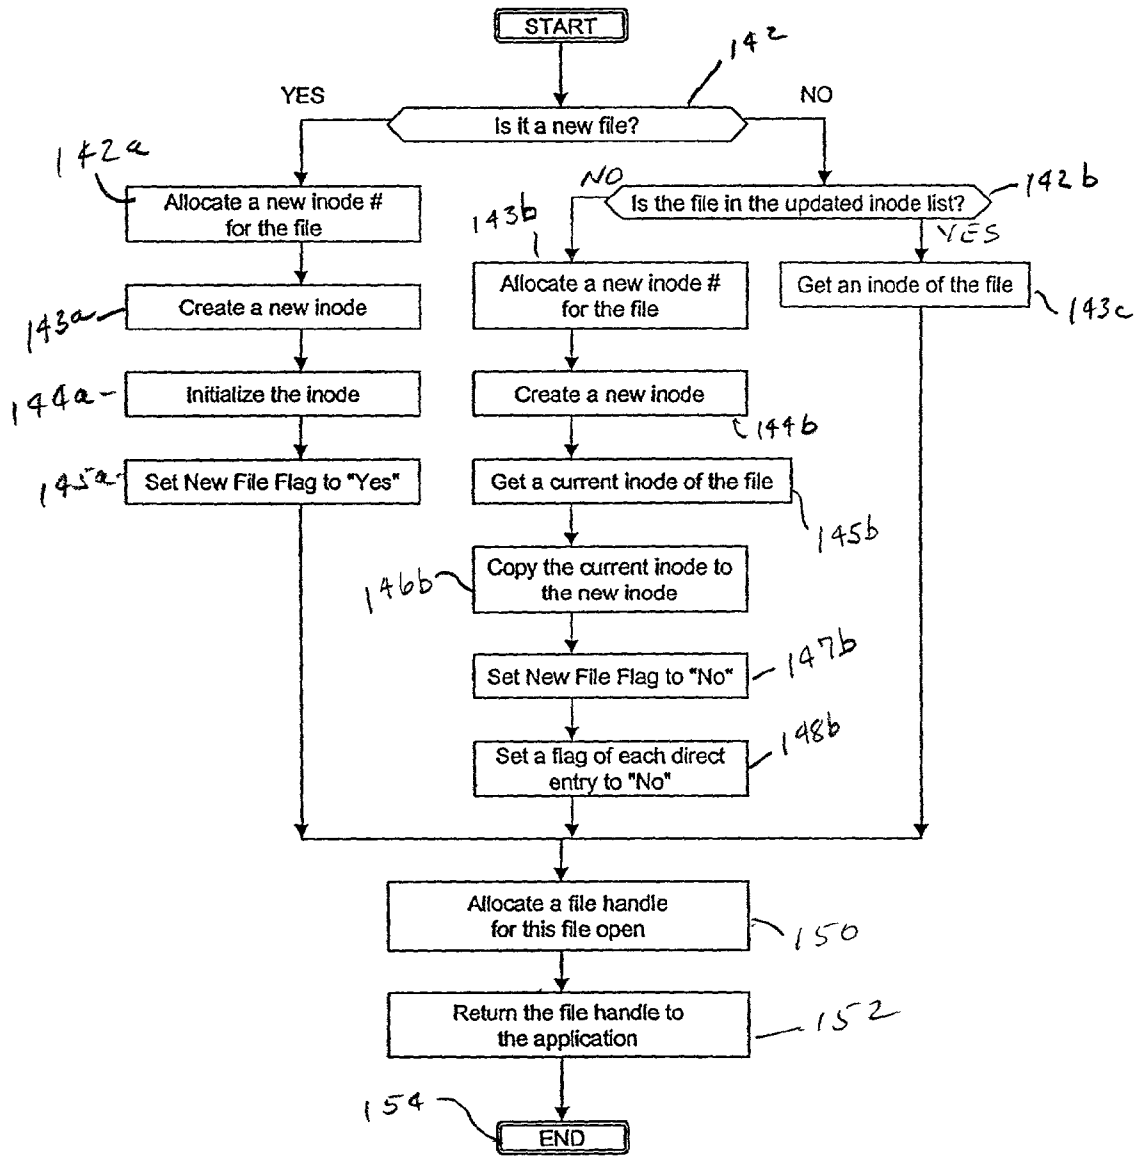 START
142
YES
NO
Is it a new file?
142a
Allocate a new inode #
for the file
NO
142b
Is the file in the updated inode list?
YES
143b
143a
Create a new inode
Allocate a new inode #
for the file
Get an inode of the file
143c
144a
Initialize the inode
Create a new inode
144b
145a
Set New File Flag to "Yes"
Get a current inode of the file
145b
146b
Copy the current inode to
the new inode
Set New File Flag to "No"
147b
Set a flag of each direct
entry to "No"
148b
Allocate a file handle
for this file open
150
Return the file handle to
the application
152
154
END